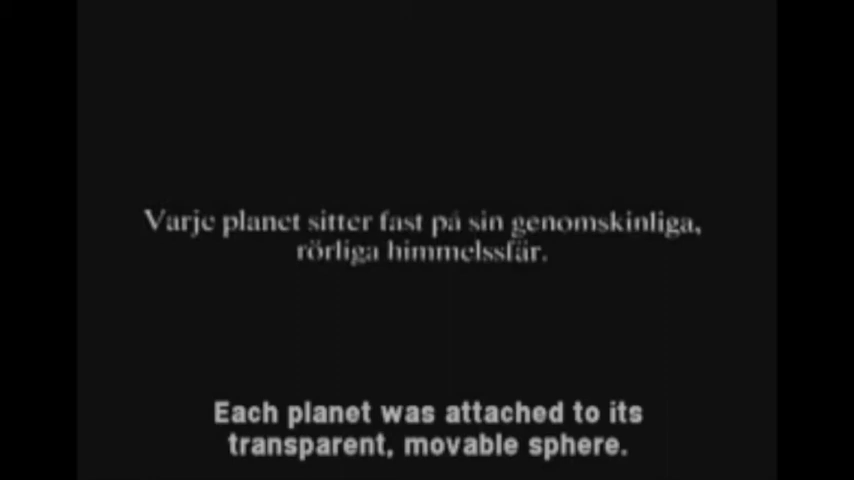 Varje planet sitter fast på sin genomskinliga,
rörliga himmelssfär.
Each planet was attached to its
transparent, movable sphere.